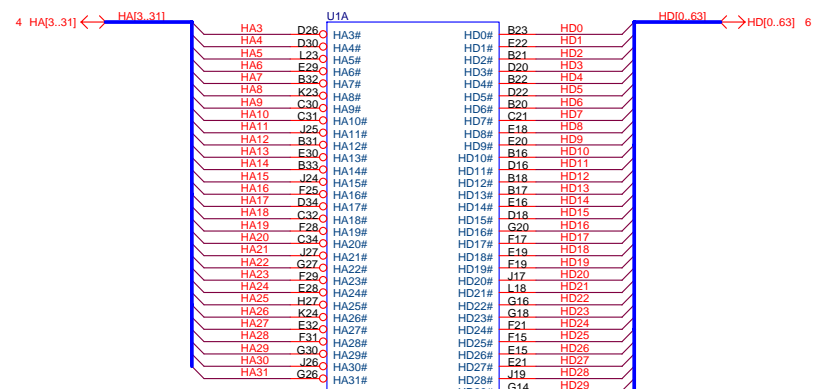 4 HA[3..31] HA[3..31] U1A HD[0..63] HD[0..63] 6
HA3 D26 HA3# HD0# B23 HD0
HA4 D30 HA4# HD1# E22 HD1
HA5 L23 HA5# HD2# B21 HD2
HA6 E29 HA6# HD3# D20 HD3
HA7 B32 HA7# HD4# B22 HD4
HA8 K23 HA8# HD5# D22 HD5
HA9 C30 HA9# HD6# B20 HD6
HA10 C31 HA10# HD7# C21 HD7
HA11 J25 HA11# HD8# E18 HD8
HA12 B31 HA12# HD9# E20 HD9
HA13 E30 HA13# HD10# B16 HD10
HA14 B33 HA14# HD11# D16 HD11
HA15 J24 HA15# HD12# B18 HD12
HA16 F25 HA16# HD13# B17 HD13
HA17 D34 HA17# HD14# E16 HD14
HA18 C32 HA18# HD15# D18 HD15
HA19 F28 HA19# HD16# G20 HD16
HA20 C34 HA20# HD17# F17 HD17
HA21 J27 HA21# HD18# E19 HD18
HA22 G27 HA22# HD19# F19 HD19
HA23 F29 HA23# HD20# J17 HD20
HA24 E28 HA24# HD21# L18 HD21
HA25 H27 HA25# HD22# G16 HD22
HA26 K24 HA26# HD23# G18 HD23
HA27 E32 HA27# HD24# F21 HD24
HA28 F31 HA28# HD25# F15 HD25
HA29 G30 HA29# HD26# E15 HD26
HA30 J26 HA30# HD27# E21 HD27
HA31 G26 HA31# HD28# J19 HD28
G14 HD29